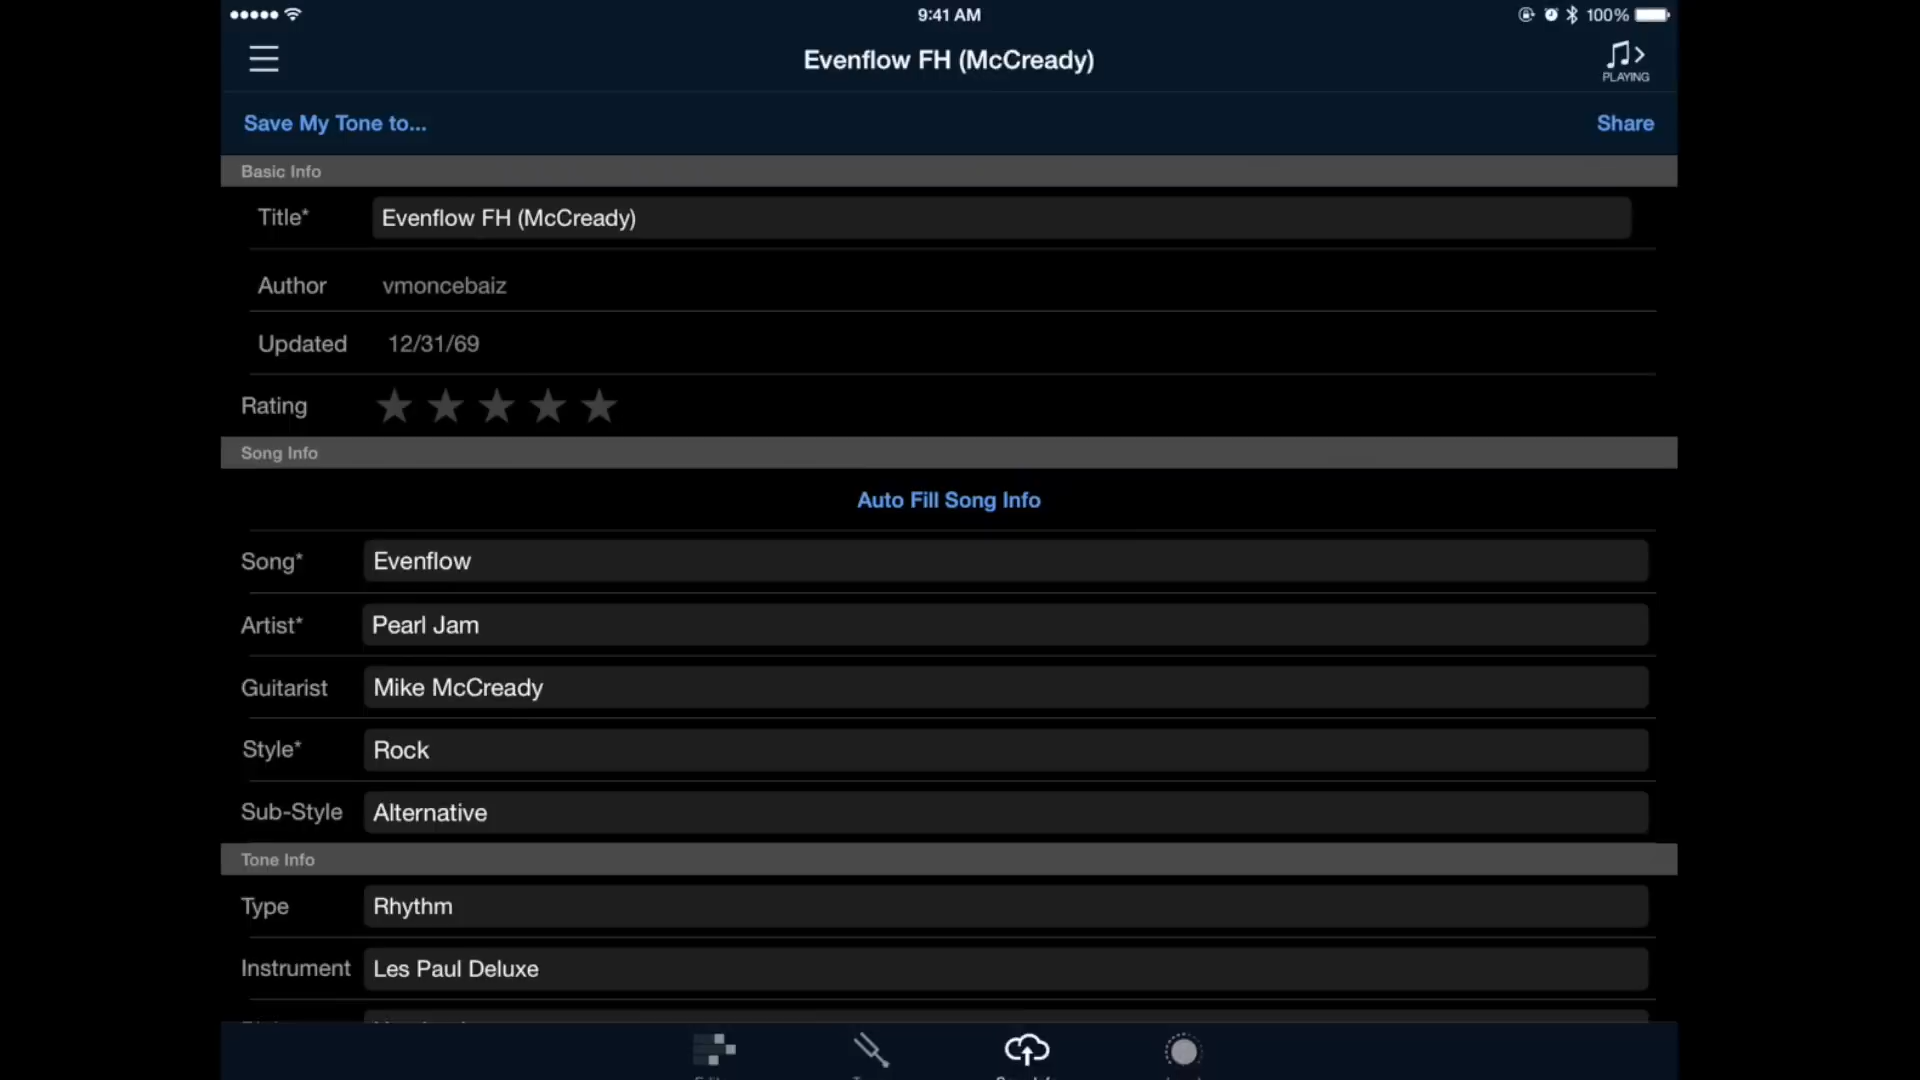 9:41 AM
100%
Evenflow FH (McCready)
PLAYING
Save My Tone to...
Share
Basic Info
Title*
Evenflow FH (McCready)
Author
vmoncebaiz
Updated
12/31/69
Rating
Song Info
Auto Fill Song Info
Song*
Evenflow
Artist*
Pearl Jam
Guitarist
Mike McCready
Style*
Rock
Sub-Style
Alternative
Tone Info
Type
Rhythm
Instrument
Les Paul Deluxe